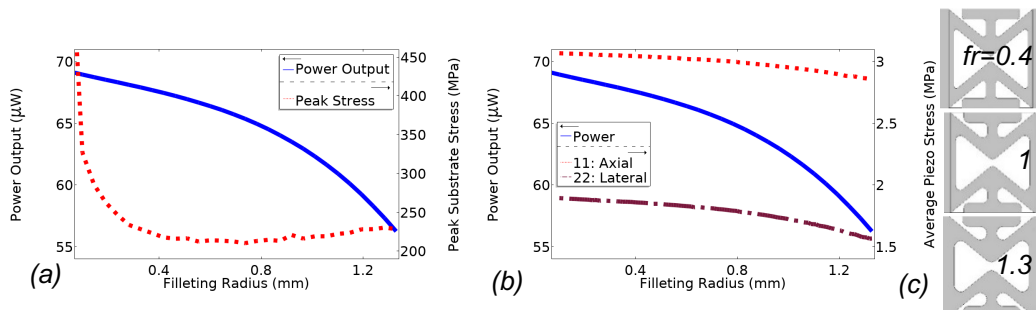 70
65
60
55
Power Output (μW)
Power Output
Peak Stress
450
400
350
300
250
200
Peak Substrate Stress (MPa)
0.4
0.8
1.2
Filleting Radius (mm)
(a)
70
65
60
55
Power Output (μW)
Power
11: Axial
22: Lateral
3
2.5
2
1.5
Average Piezo Stress (MPa)
0.4
0.8
1.2
Filleting Radius (mm)
(b)
fr=0.4
1
1.3
(c)